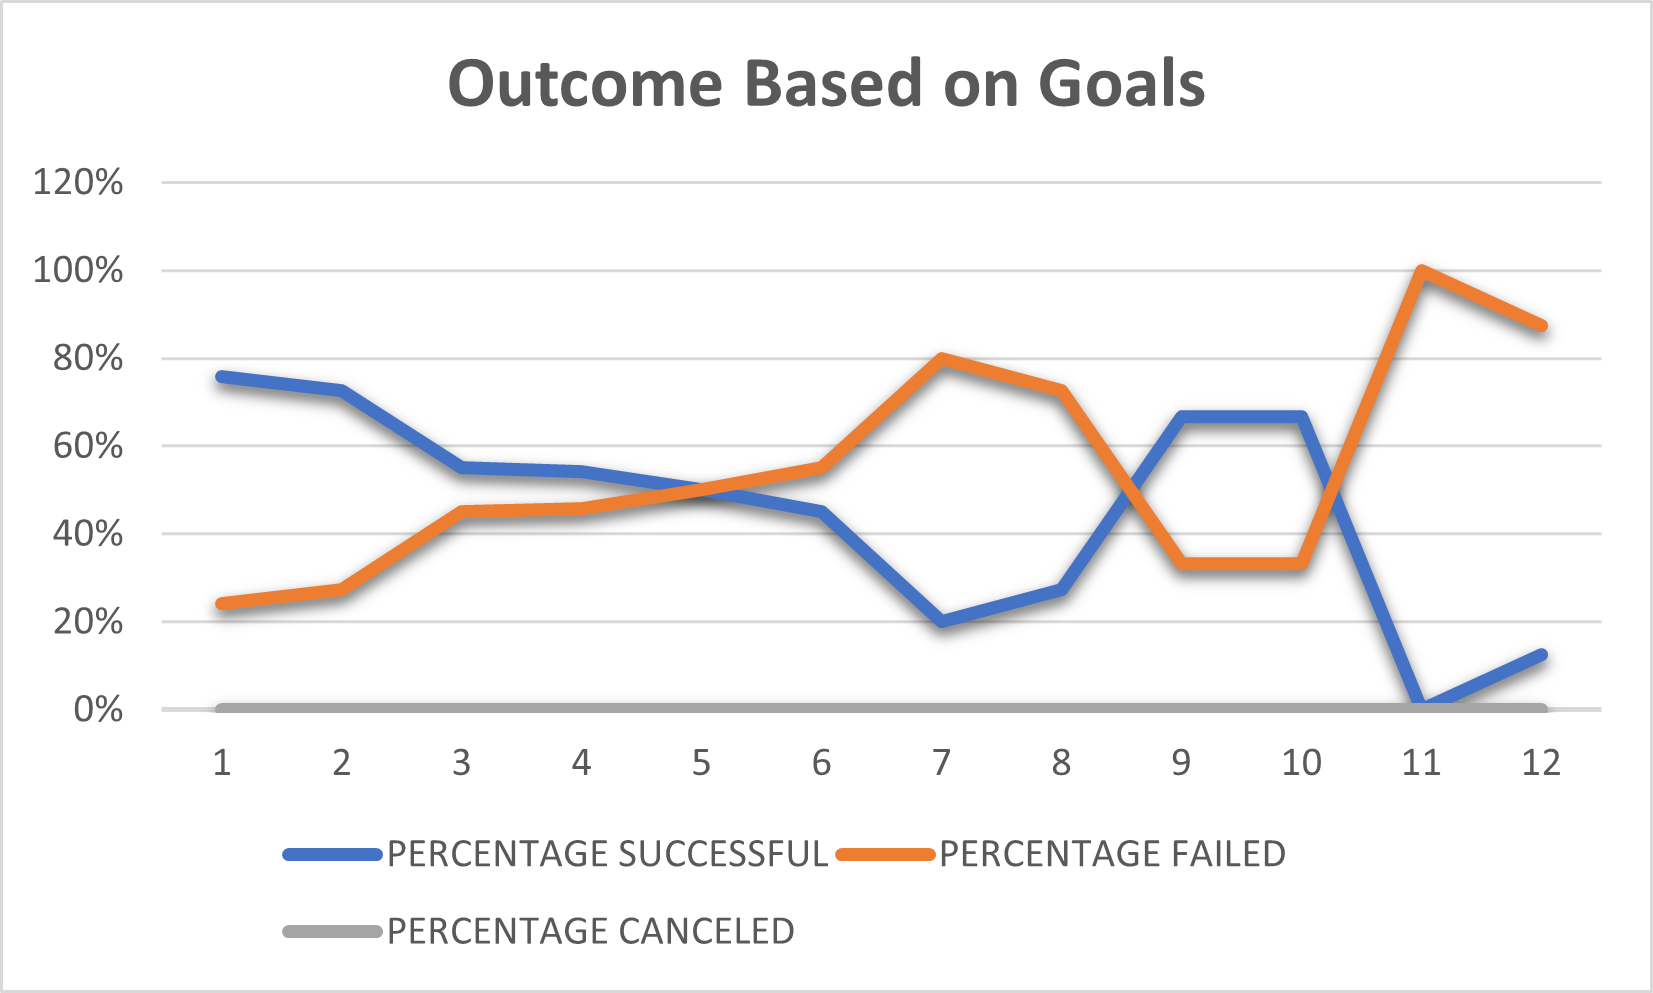 Outcome Based on Goals
120%
100%
80%
60%
40%
20%
0%
1 2 3 4 5 6 7 8 9 10 11 12
PERCENTAGE SUCCESSFUL PERCENTAGE FAILED
PERCENTAGE CANCELED